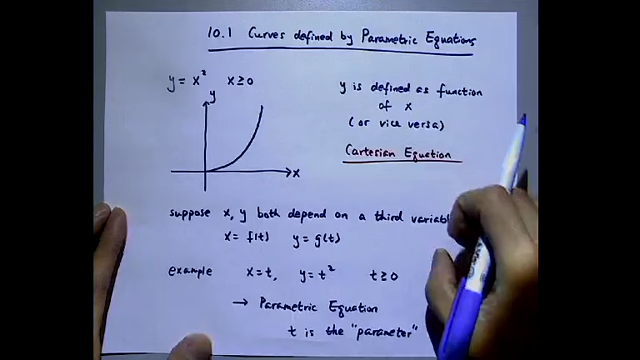 10.1 Curves defined by Parametric Equations
y = x² x ≥ 0
y
x
y is defined as function
of x
(or vice versa)
Cartesian Equation
suppose x, y both depend on a third
x = f(t) y = g(t)
example x = t, y = t² t ≥ 0
→ Parametric Equation
t is the "parameter"